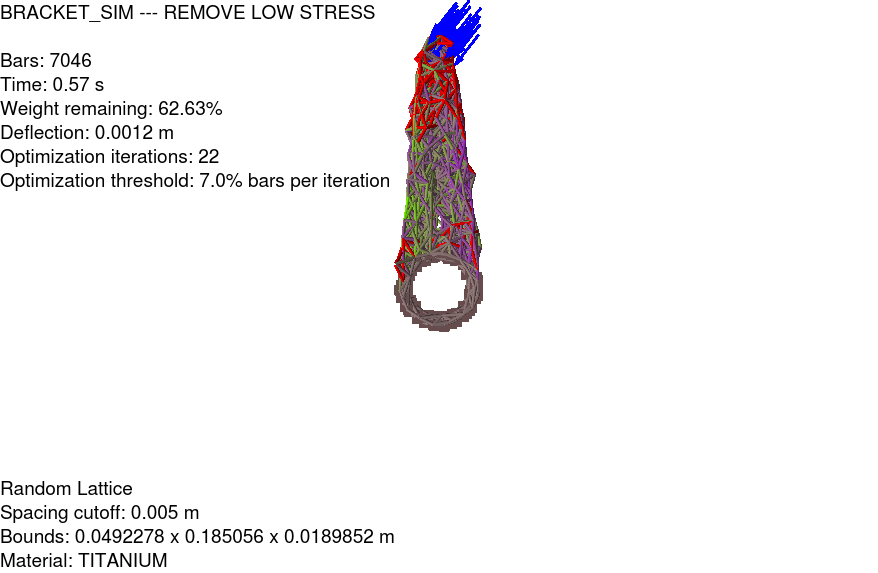 BRACKET_SIM --- REMOVE LOW STRESS
Bars: 7046
Time: 0.57 s
Weight remaining: 62.63%
Deflection: 0.0012 m
Optimization iterations: 22
Optimization threshold: 7.0% bars per iteration
Random Lattice
Spacing cutoff: 0.005 m
Bounds: 0.0492278 x 0.185056 x 0.0189852 m
Material: TITANIUM